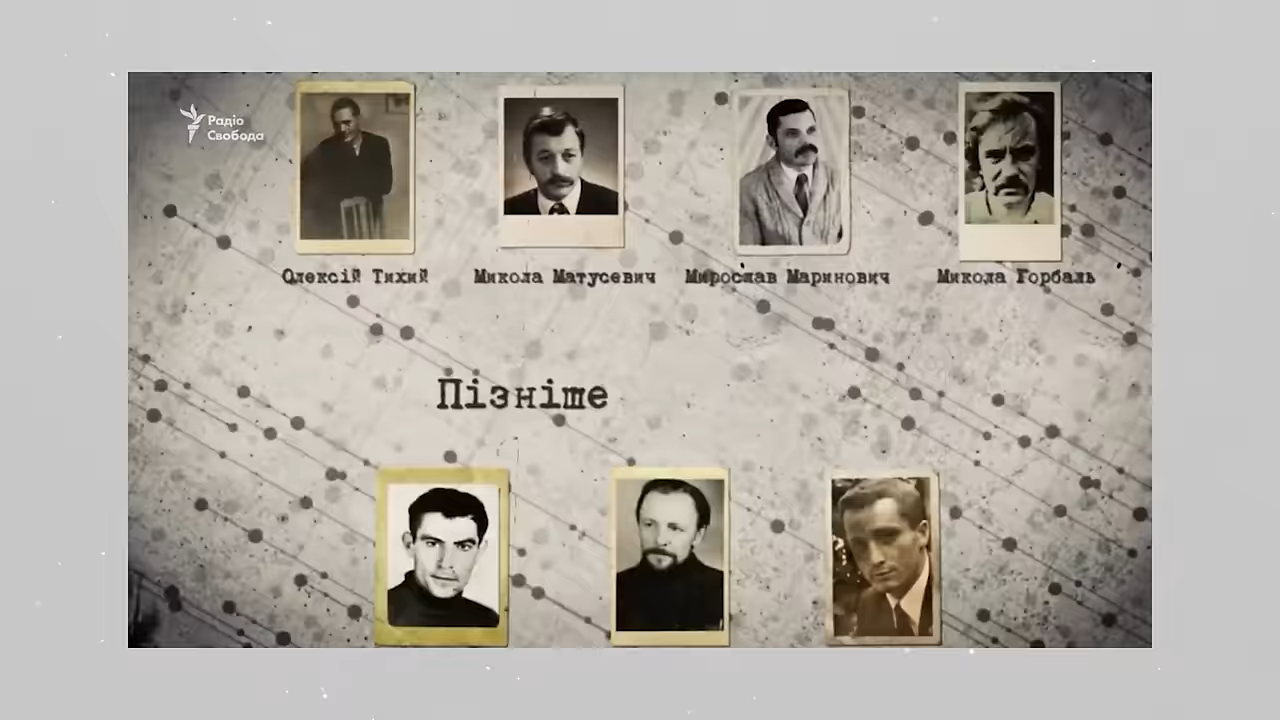 Радіо
Свобода
Олексій Тихий
Микола Матусевич
Мирослав Маринович
Микола Горбаль
Пізніше